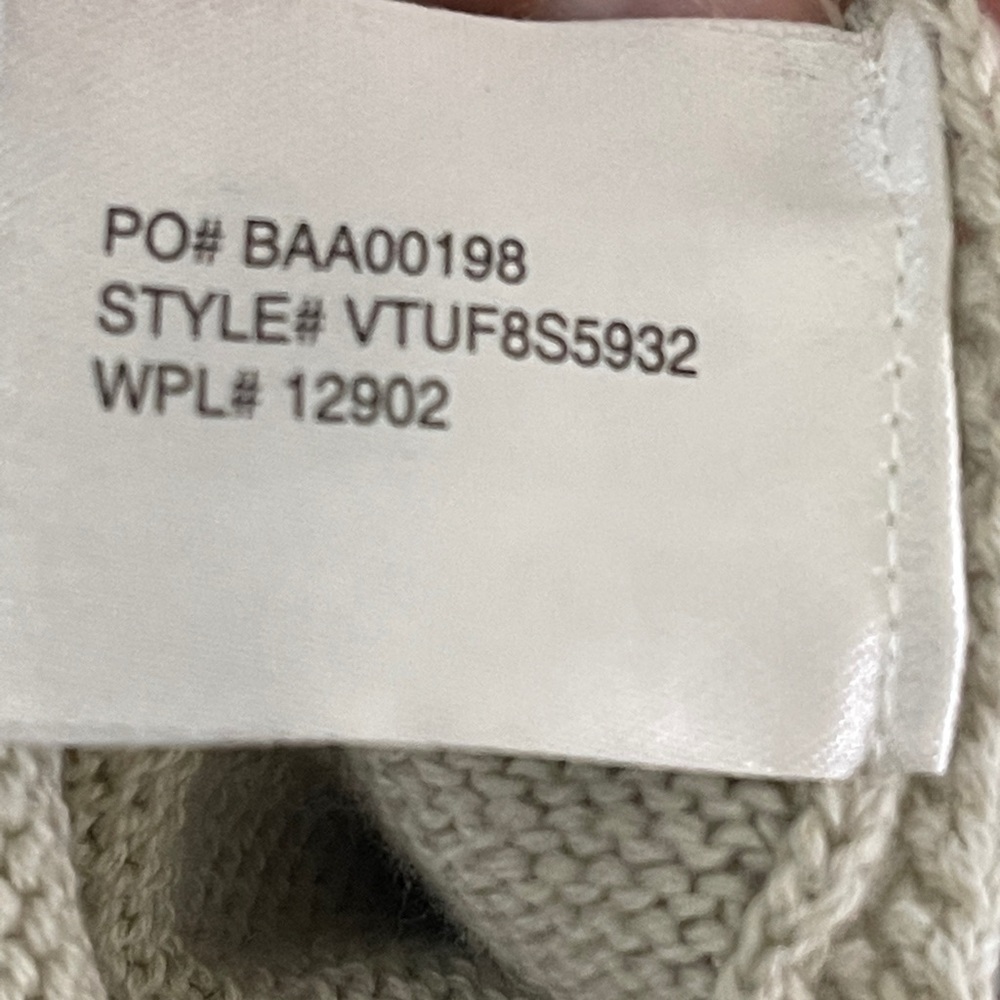 PO# BAA00198
STYLE# VTUF8S5932
WPL# 12902